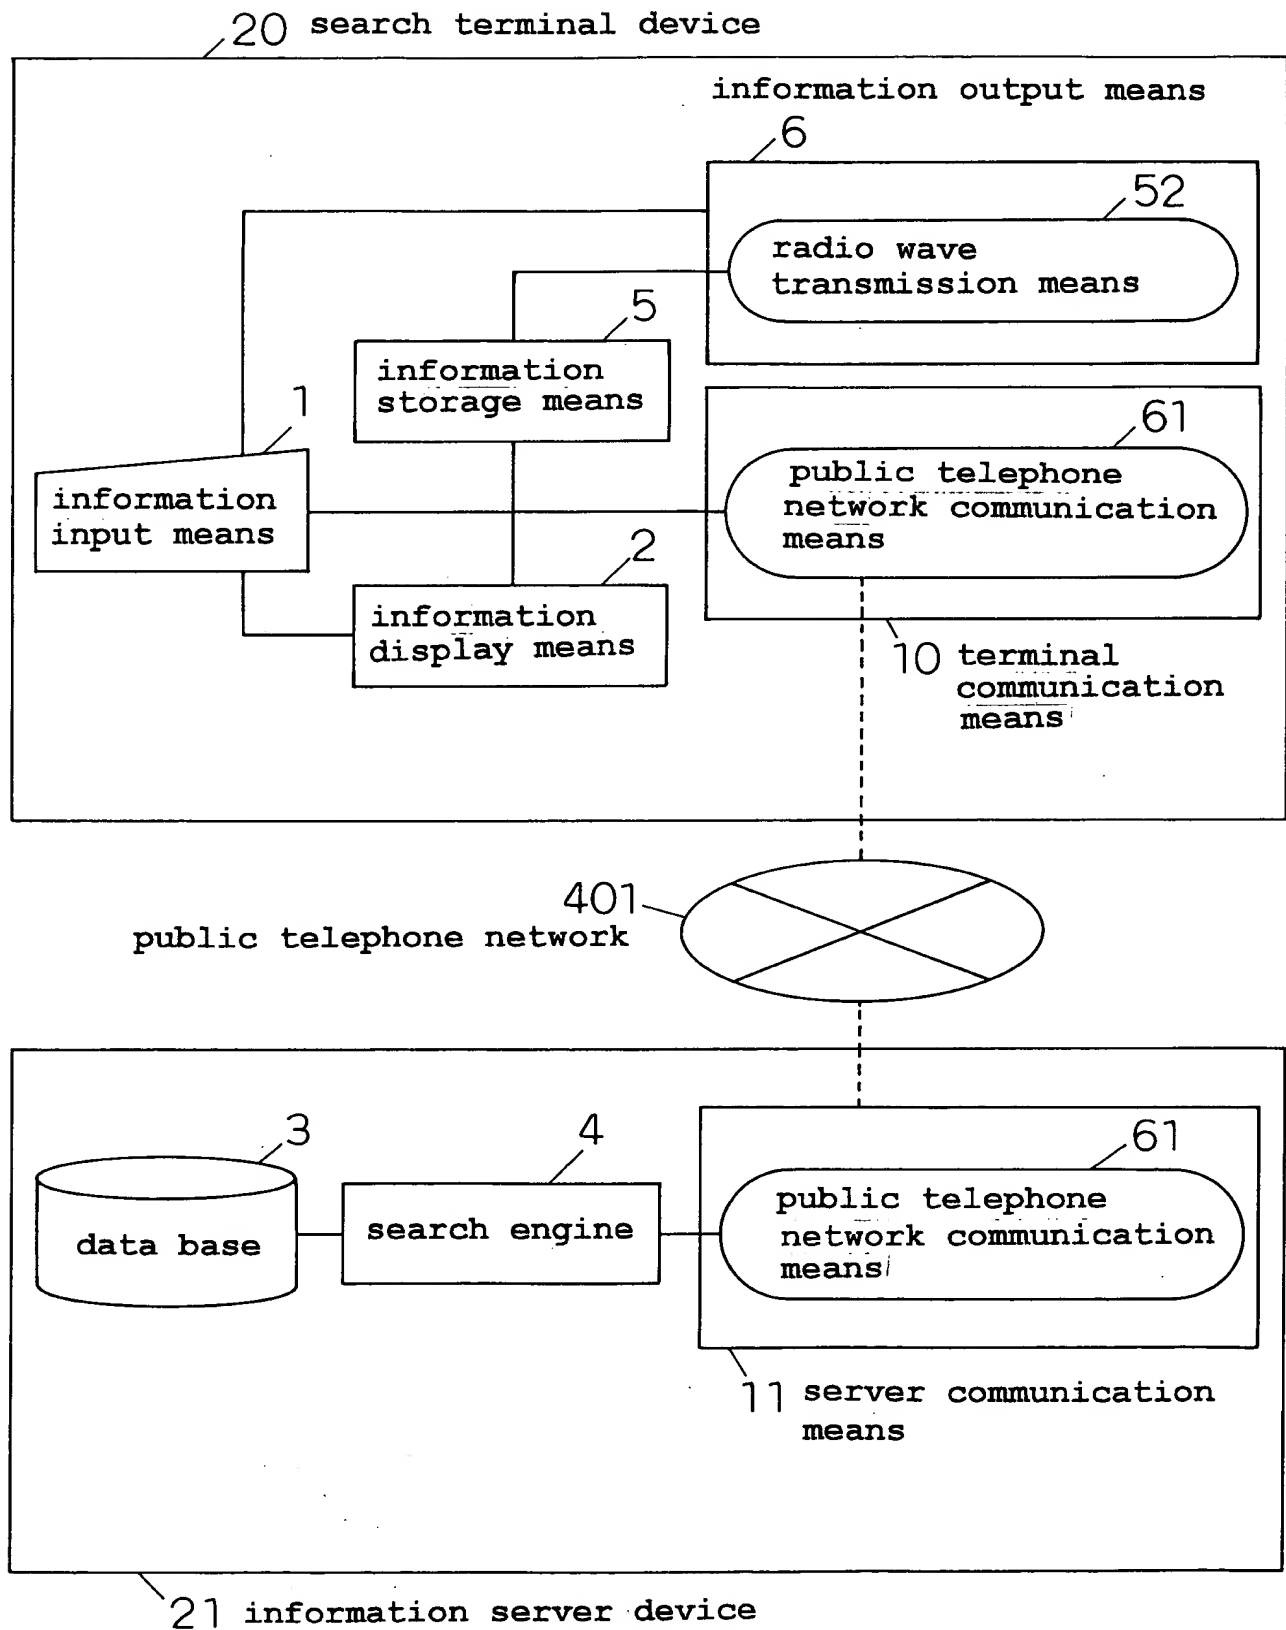 20 search terminal device
information output means
6
52
radio wave
transmission means
5
information
storage means
1
61
public telephone
network communication
means
information
input means
2
information
display means
10 terminal
communication
means
401
public telephone network
3
4
61
data base
search engine
public telephone
network communication
means
11 server communication
means
21 information server device